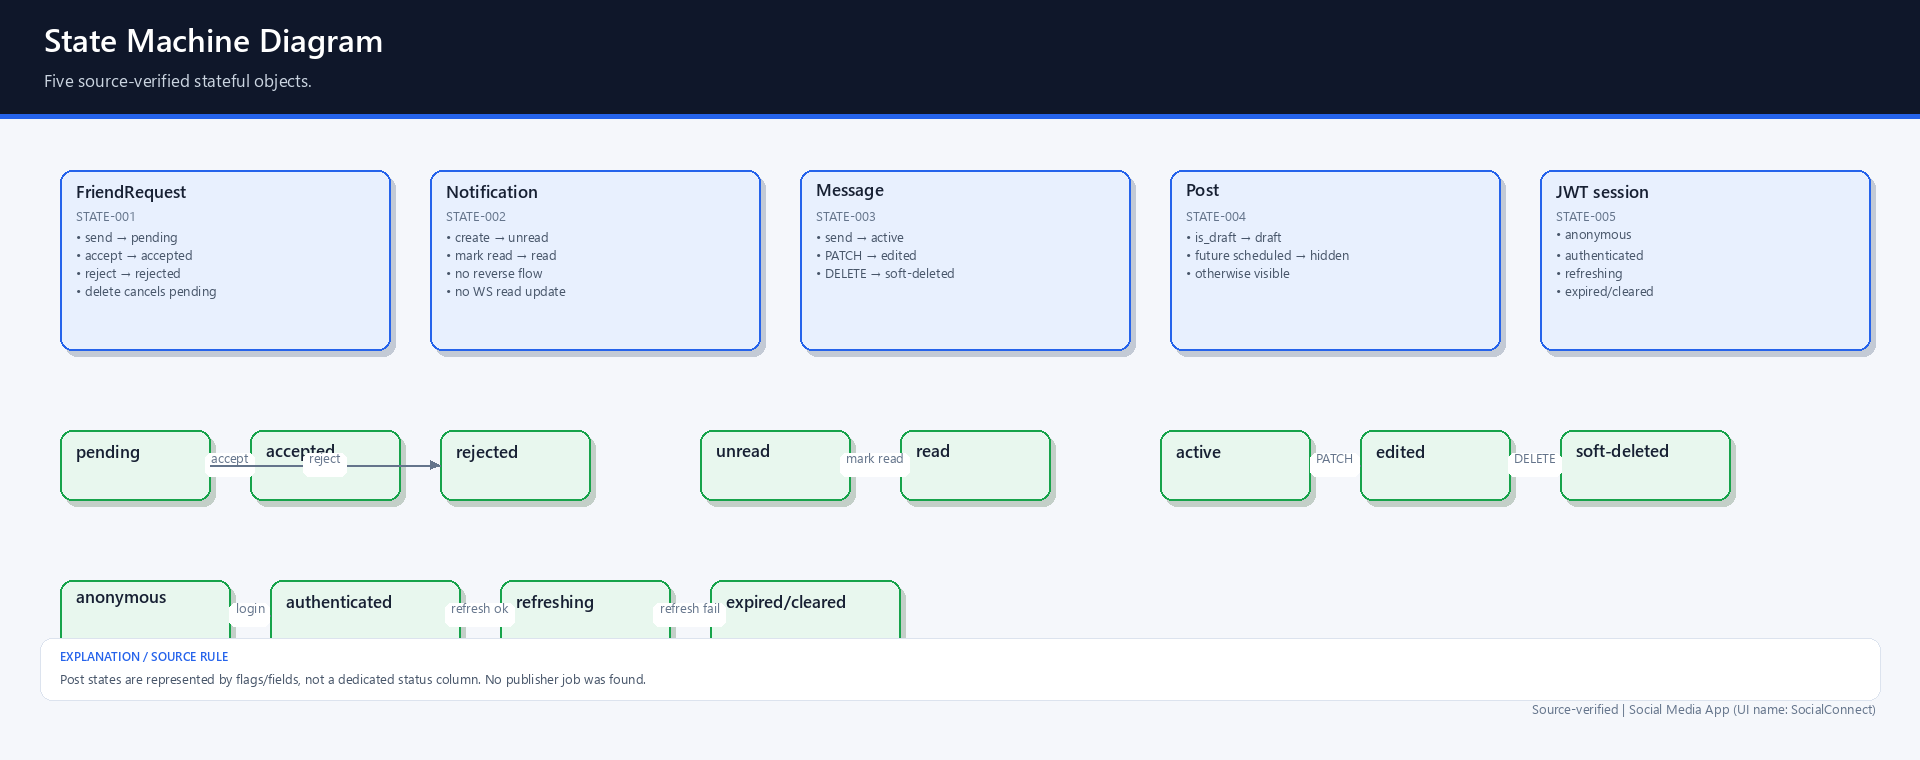 State Machine Diagram
Five source-verified stateful objects.
FriendRequest
STATE-001
• send → pending
• accept → accepted
• reject → rejected
• delete cancels pending
Notification
STATE-002
• create → unread
• mark read → read
• no reverse flow
• no WS read update
Message
STATE-003
• send → active
• PATCH → edited
• DELETE → soft-deleted
Post
STATE-004
• is_draft → draft
• future scheduled → hidden
• otherwise visible
JWT session
STATE-005
• anonymous
• authenticated
• refreshing
• expired/cleared
pending
accept
accepted
reject
rejected
unread
mark read
read
active
PATCH
edited
DELETE
soft-deleted
anonymous
login
authenticated
refresh ok
refreshing
refresh fail
expired/cleared
EXPLANATION / SOURCE RULE
Post states are represented by flags/fields, not a dedicated status column. No publisher job was found.
Source-verified | Social Media App (UI name: SocialConnect)